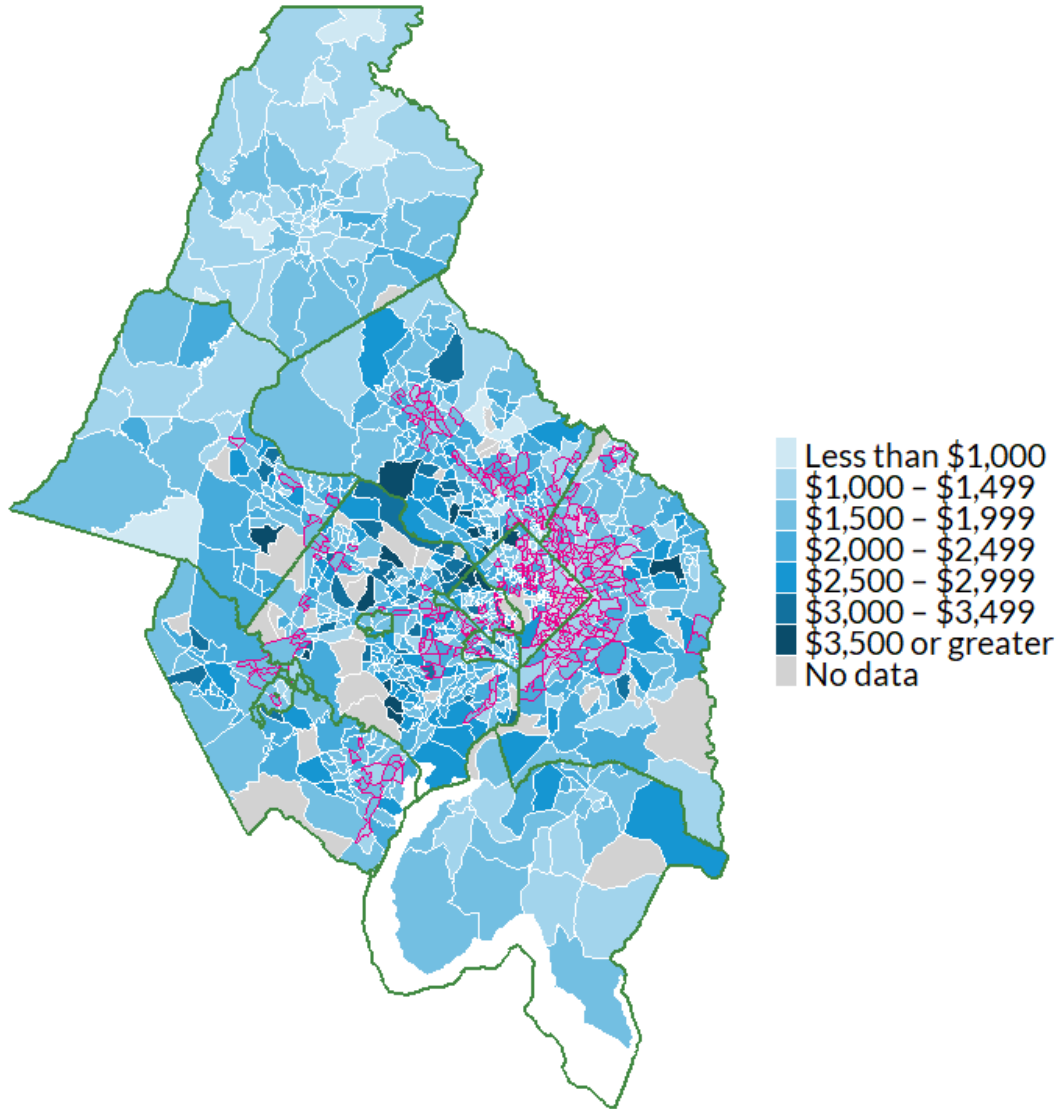 Less than $1,000
$1,000 – $1,499
$1,500 – $1,999
$2,000 – $2,499
$2,500 – $2,999
$3,000 – $3,499
$3,500 or greater
No data